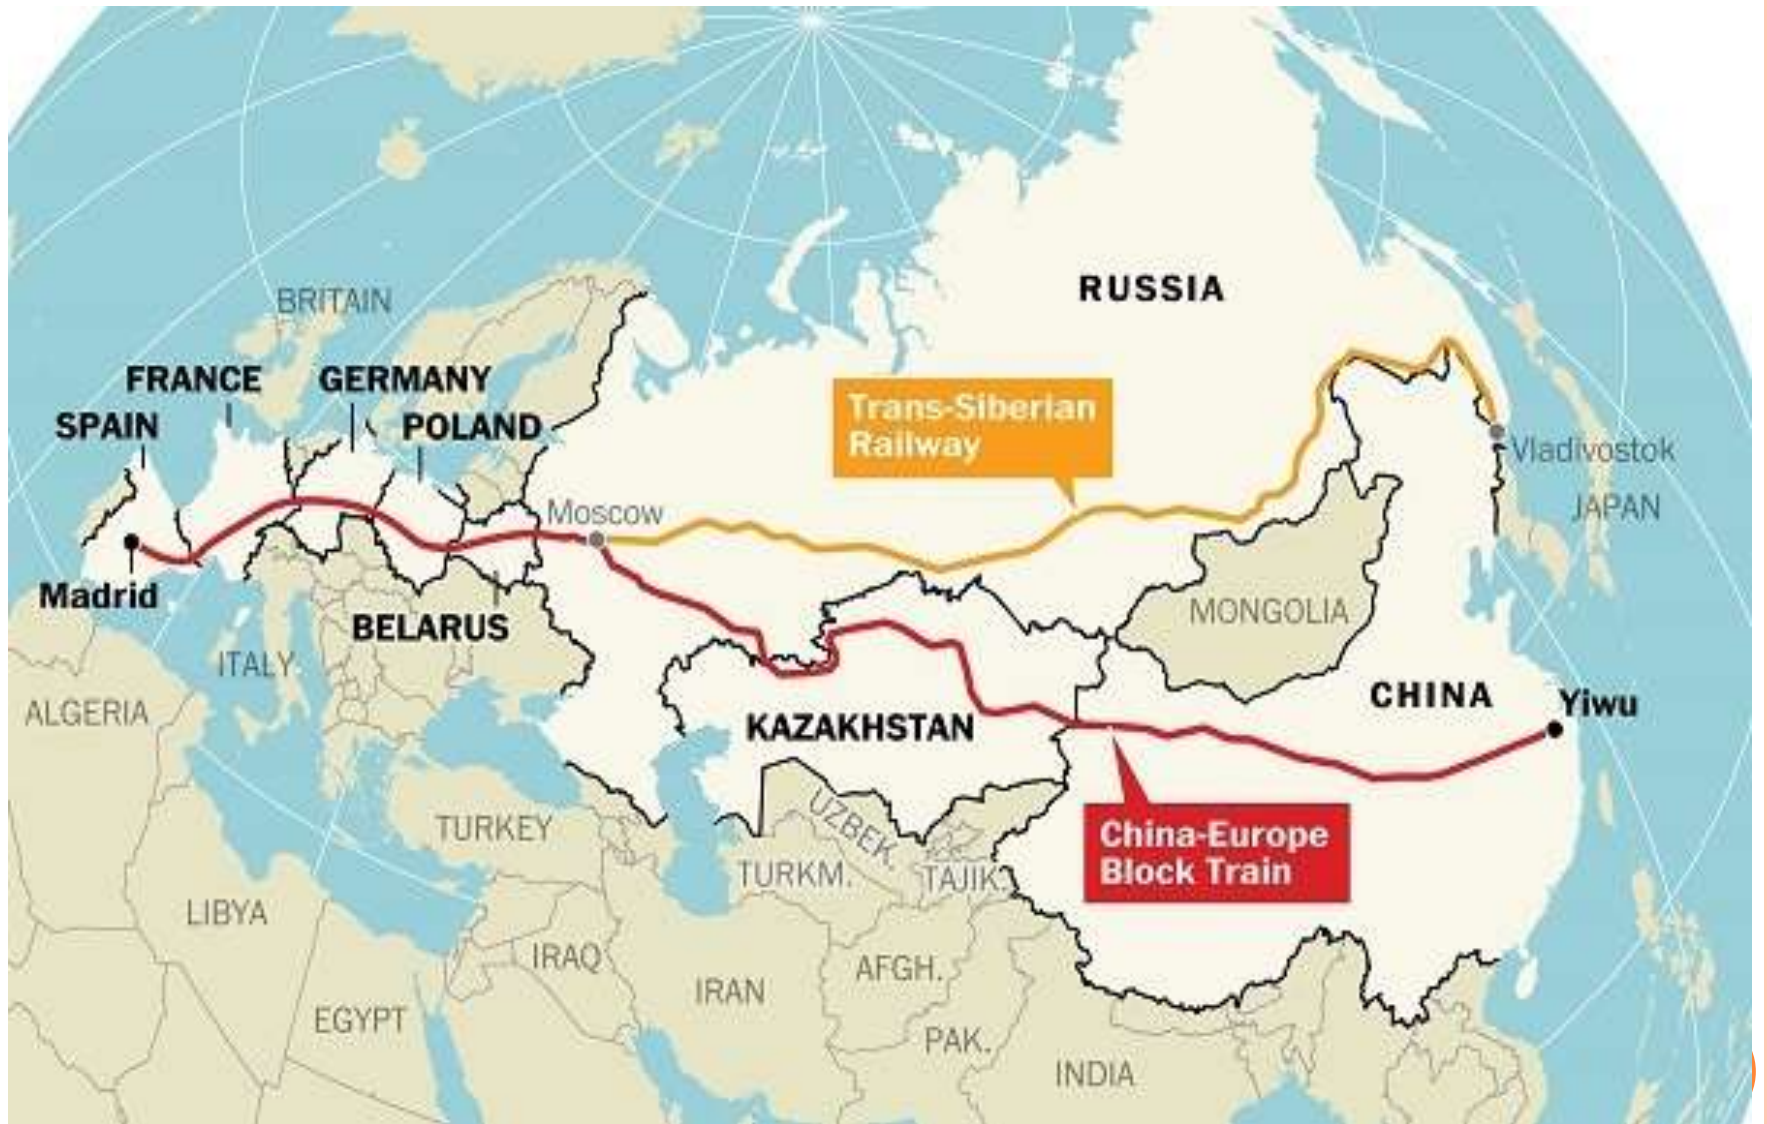 RUSSIA
BRITAIN
FRANCE
GERMANY
SPAIN
POLAND
Trans-Siberian
Railway
Vladivostok
Moscow
JAPAN
Madrid
BELARUS
MONGOLIA
ITALY
ALGERIA
KAZAKHSTAN
CHINA
Yiwu
TURKEY
UZBEK.
TURKM.
TAJIK.
China-Europe
Block Train
LIBYA
IRAQ
IRAN
AFGH.
EGYPT
PAK.
INDIA